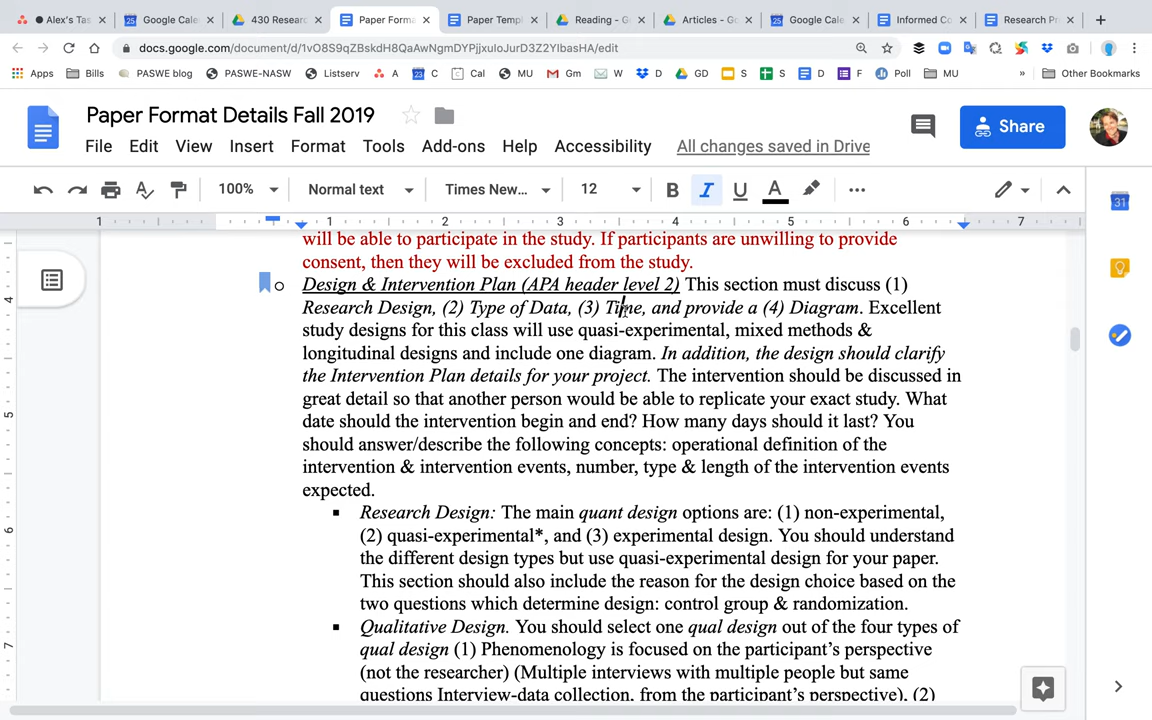 Alex's Tas
Google Cale
430 Resear
Paper Forma
Paper Temp
Reading - G
Articles - Go
Google Cale
Informed Co
Research Pr
docs.google.com/document/d/1vO8S9qZBskdH8QaAwNgmDYPjjxuloJurD3Z2YlbasHA/edit
Apps Bills PASWE blog PASWE-NASW Listserv A C Cal MU Gm W D GD S S D F Poll MU » Other Bookmarks
Paper Format Details Fall 2019
Share
File Edit View Insert Format Tools Add-ons Help Accessibility All changes saved in Drive
100% Normal text Times New... 12 B I U A
1 1 2 3 4 5 6 7
will be able to participate in the study. If participants are unwilling to provide
consent, then they will be excluded from the study.
Design & Intervention Plan (APA header level 2) This section must discuss (1)
Research Design, (2) Type of Data, (3) Time, and provide a (4) Diagram. Excellent
study designs for this class will use quasi-experimental, mixed methods &
longitudinal designs and include one diagram. In addition, the design should clarify
the Intervention Plan details for your project. The intervention should be discussed in
great detail so that another person would be able to replicate your exact study. What
date should the intervention begin and end? How many days should it last? You
should answer/describe the following concepts: operational definition of the
intervention & intervention events, number, type & length of the intervention events
expected.
Research Design: The main quant design options are: (1) non-experimental,
(2) quasi-experimental*, and (3) experimental design. You should understand
the different design types but use quasi-experimental design for your paper.
This section should also include the reason for the design choice based on the
two questions which determine design: control group & randomization.
Qualitative Design. You should select one qual design out of the four types of
qual design (1) Phenomenology is focused on the participant's perspective
(not the researcher) (Multiple interviews with multiple people but same
questions Interview-data collection, from the participant's perspective), (2)
4
5
6
7
31